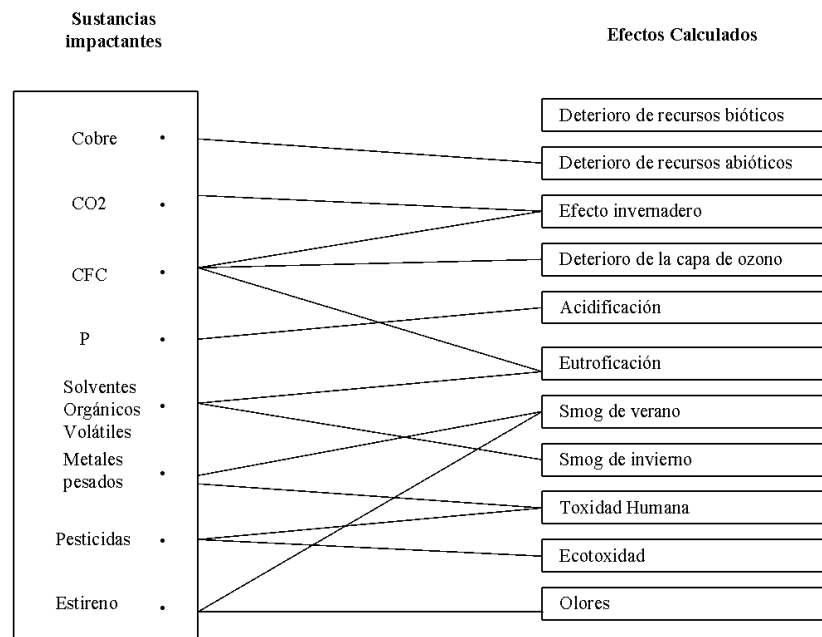 Sustancias
impactantes
Efectos Calculados
Cobre
CO2
CFC
P
Solventes
Orgánicos
Volátiles
Metales
pesados
Pesticidas
Estireno
Deterioro de recursos bióticos
Deterioro de recursos abióticos
Efecto invernadero
Deterioro de la capa de ozono
Acidificación
Eutroficación
Smog de verano
Smog de invierno
Toxidad Humana
Ecotoxidad
Olores